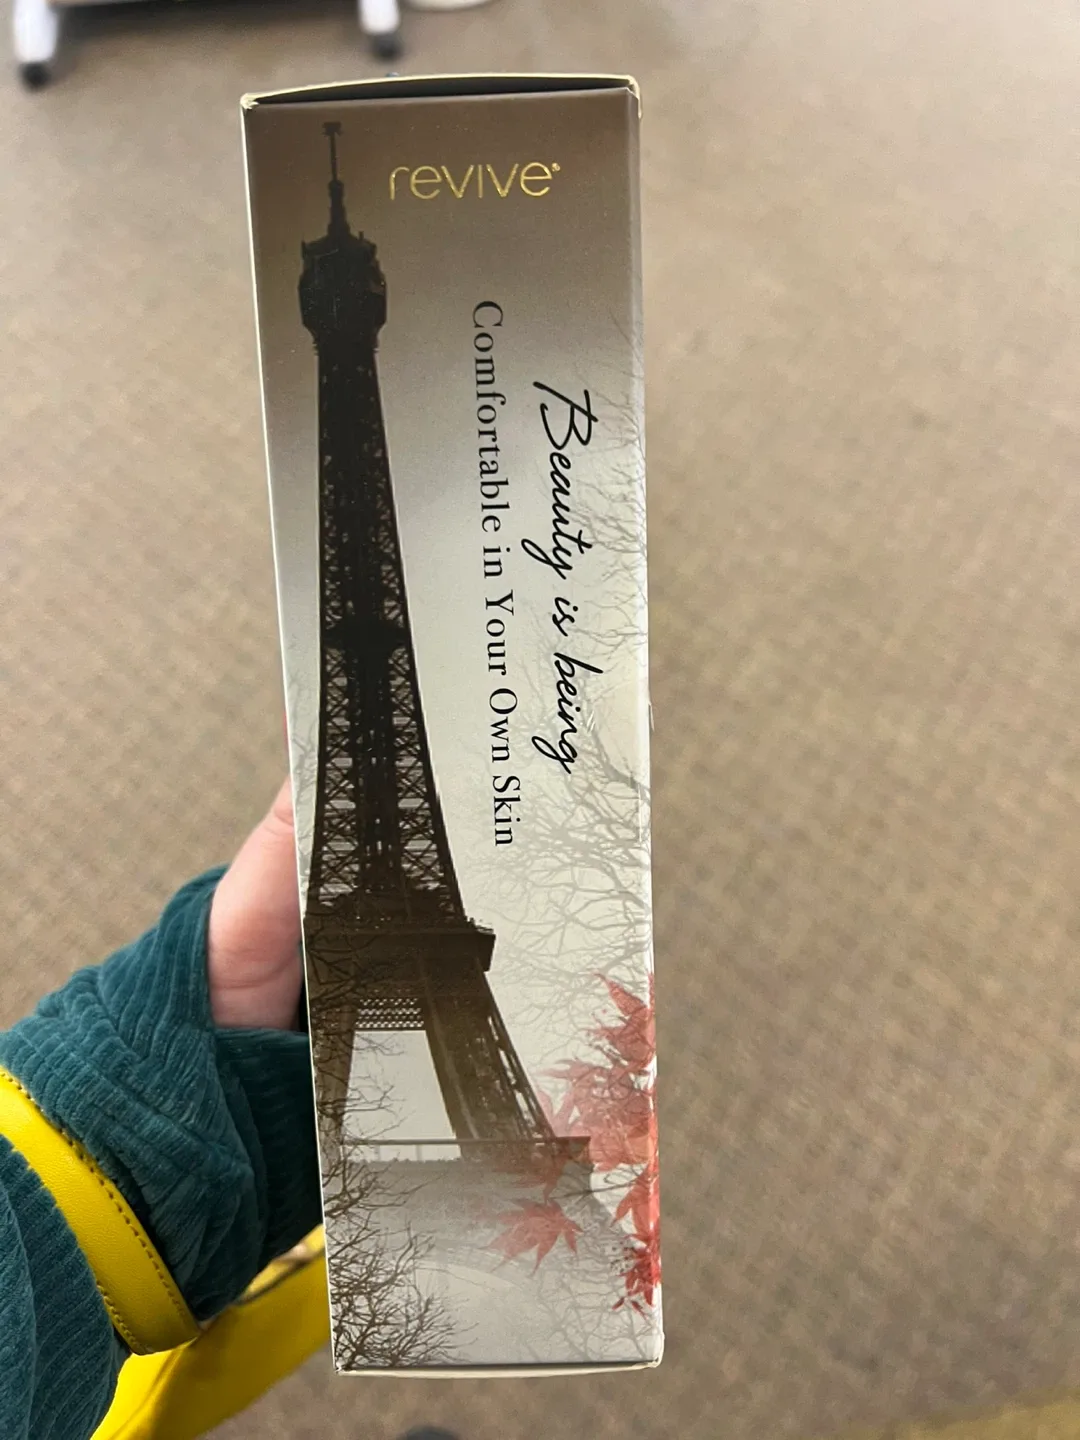 revive®
Beauty is being
Comfortable in Your Own Skin